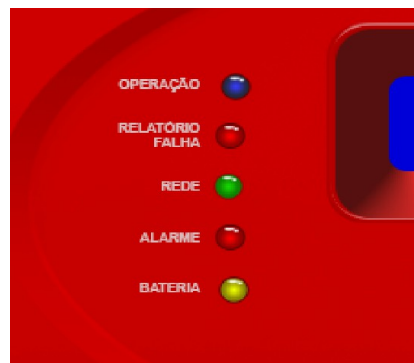 OPERAÇÃO
RELATÓRIO
FALHA
REDE
ALARME
BATERIA